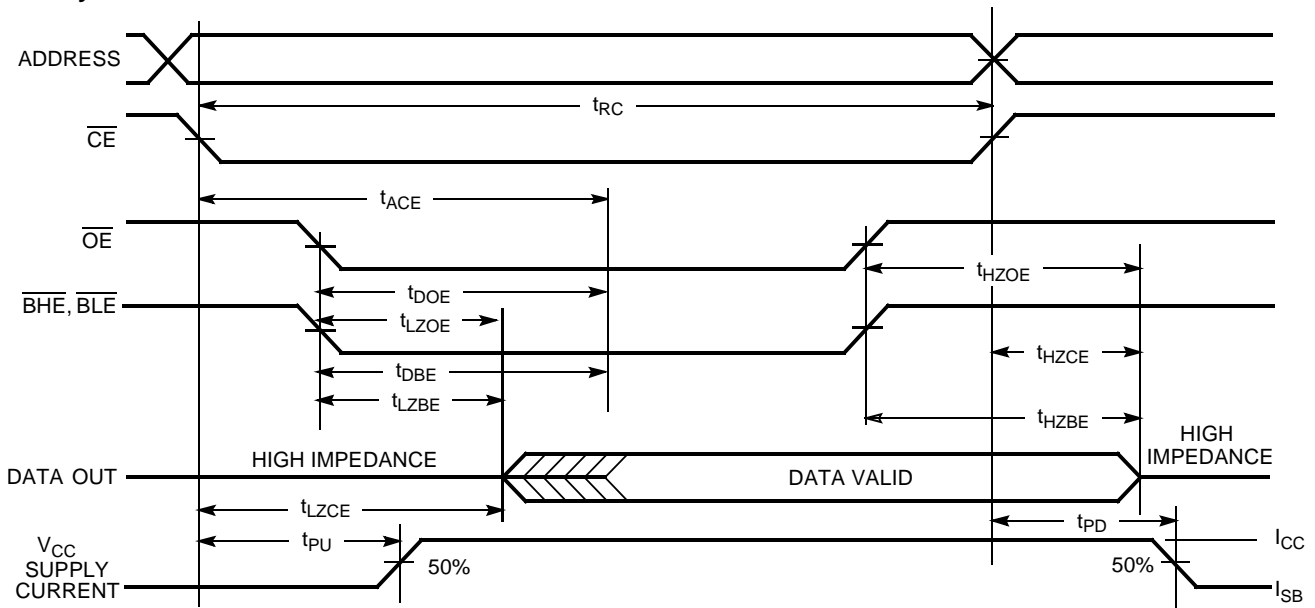 ADDRESS
tRC
CE
tACE
OE
tHZOE
tDOE
BHE, BLE
tLZOE
tHZCE
tDBE
tLZBE
tHZBE
HIGH IMPEDANCE
HIGH
IMPEDANCE
DATA OUT
DATA VALID
tLZCE
tPD
tPU
VCC
SUPPLY
CURRENT
50%
50%
ICC
ISB